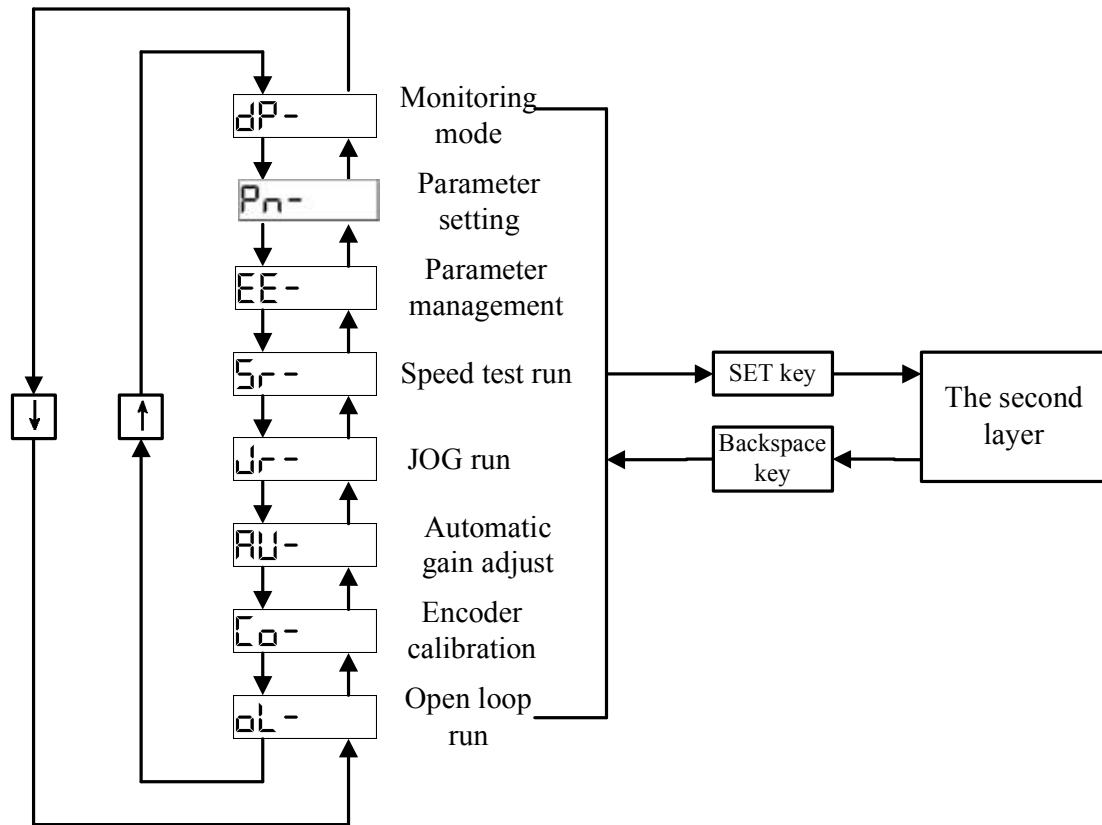 dP-
Monitoring
mode
Pn-
Parameter
setting
EE-
Parameter
management
Sr-
Speed test run
SET key
The second
layer
↓
↑
Jr-
JOG run
Backspace
key
AU-
Automatic
gain adjust
Co-
Encoder
calibration
oL-
Open loop
run